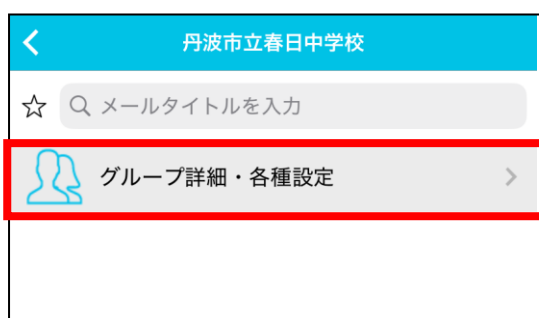 丹波市立春日中学校
メールタイトルを入力
グループ詳細・各種設定